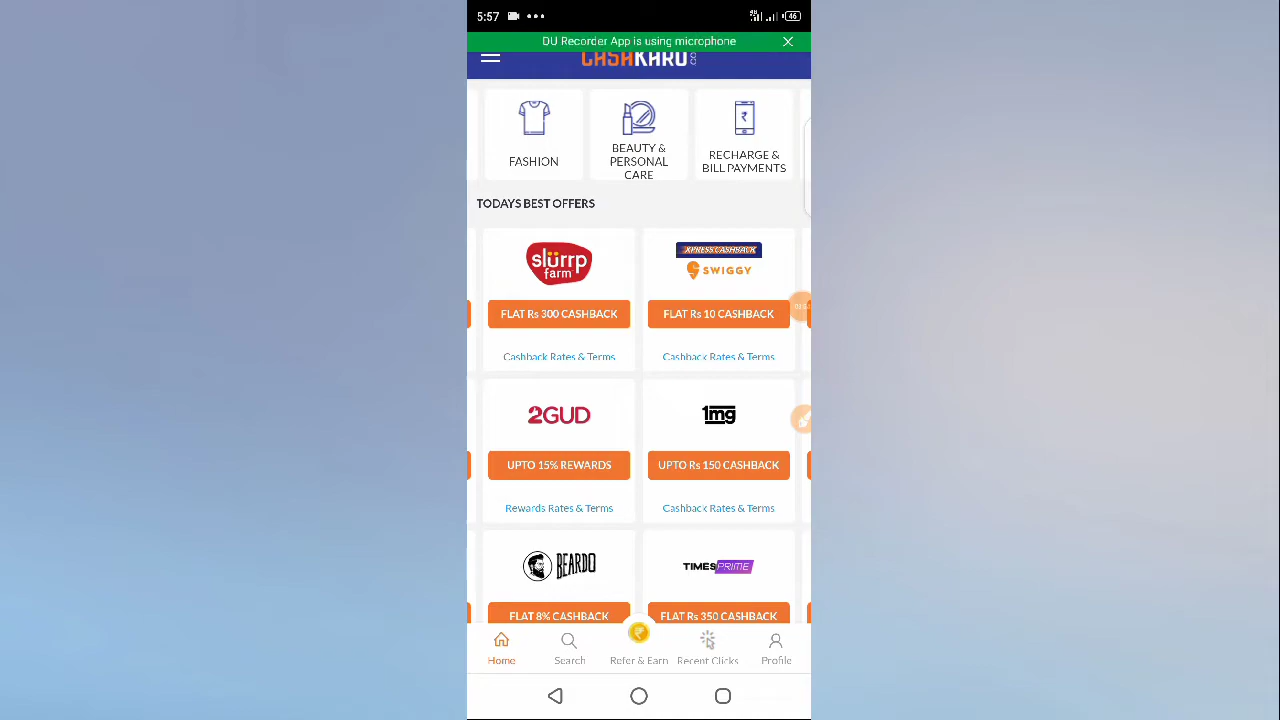 5:57
4G
46
DU Recorder App is using microphone
CASHKARO.CO
FASHION
BEAUTY &
PERSONAL
CARE
RECHARGE &
BILL PAYMENTS
TODAYS BEST OFFERS
slurrp
farm
XPRESS CASHBACK
SWIGGY
FLAT Rs 300 CASHBACK
FLAT Rs 10 CASHBACK
Cashback Rates & Terms
Cashback Rates & Terms
2GUD
1mg
UPTO 15% REWARDS
UPTO Rs 150 CASHBACK
Rewards Rates & Terms
Cashback Rates & Terms
BEARDO
TIMES PRIME
FLAT 8% CASHBACK
FLAT Rs 350 CASHBACK
Home
Search
Refer & Earn
Recent Clicks
Profile